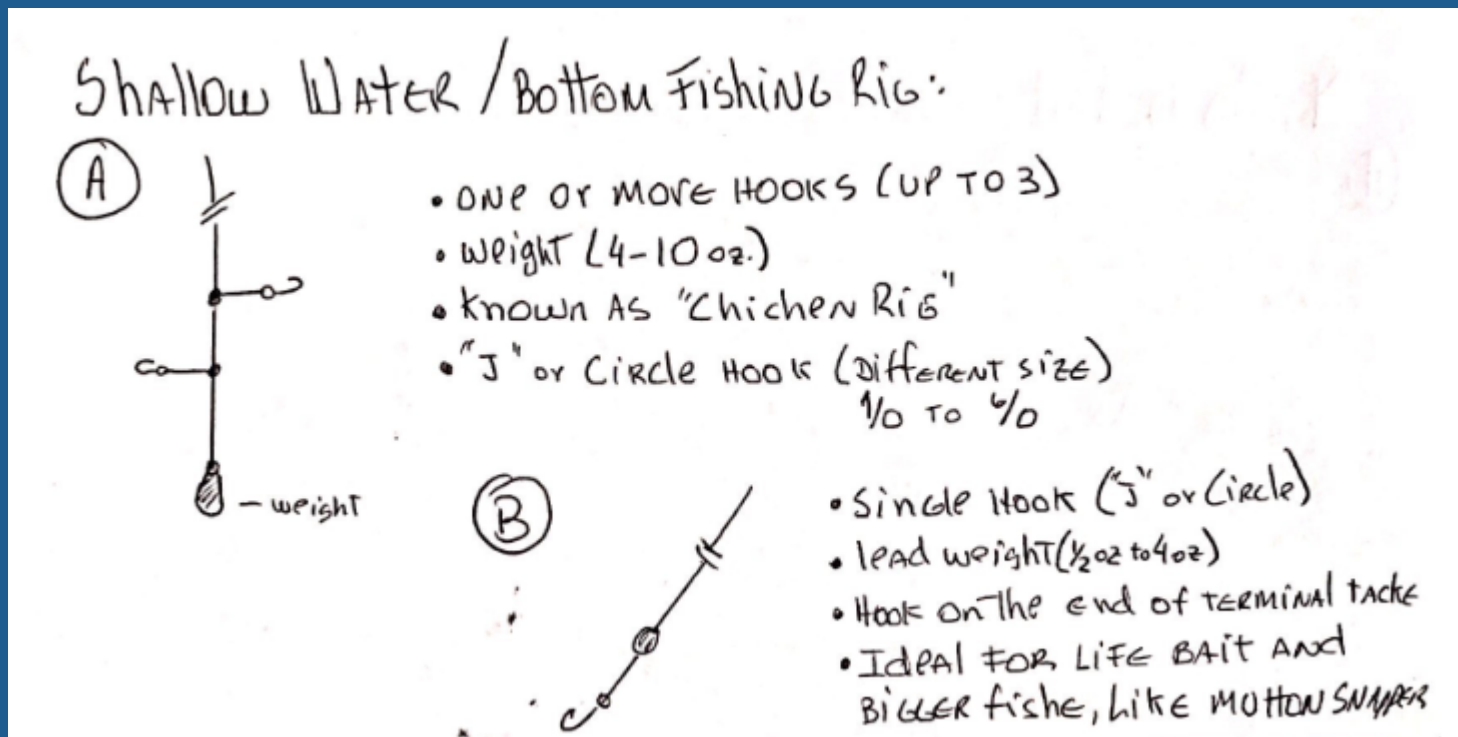 Shallow Water / Bottom Fishing Rig:
A
• One or more Hooks (up to 3)
• weight (4-10 oz.)
• Known As "Chichen Rig"
• "J" or Circle Hook (Different size)
1/0 to 6/0
- weight
B
• Single Hook ("J" or Circle)
• lead weight (1/2 oz to 4oz)
• Hook on the end of terminal tacke
• Ideal for Life Bait and
Bigger fishe, Like Mutton Snapper